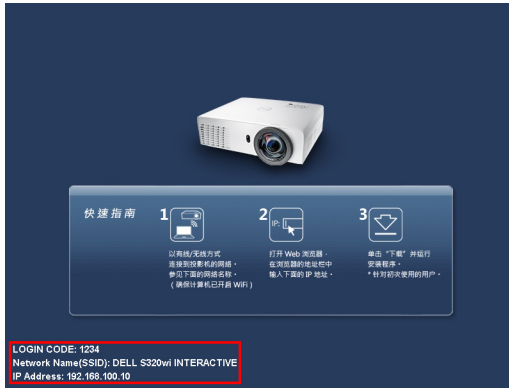 快速指南
1
以有线/无线方式
连接到投影机的网络。
参见下面的网络名称。
(确保计算机已开启 WiFi)
2
IP:
打开 Web 浏览器，
在浏览器的地址栏中
输入下面的 IP 地址。
3
单击“下载”并运行
安装程序。
*针对初次使用的用户。
LOGIN CODE: 1234
Network Name(SSID): DELL S320wi INTERACTIVE
IP Address: 192.168.100.10